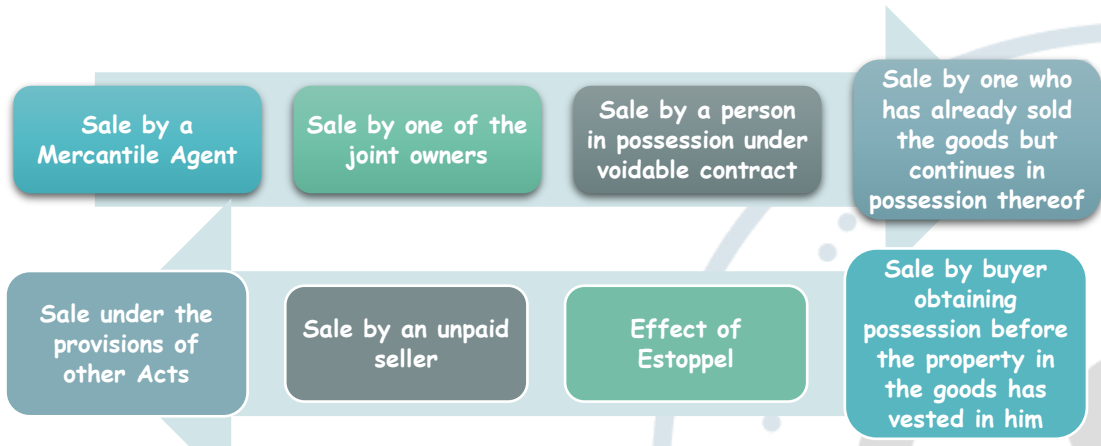 Sale by a
Mercantile Agent
Sale by one of the
joint owners
Sale by a person
in possession under
voidable contract
Sale by one who
has already sold
the goods but
continues in
possession thereof
Sale by buyer
obtaining
possession before
the property in
the goods has
vested in him
Effect of
Estoppel
Sale by an unpaid
seller
Sale under the
provisions of
other Acts